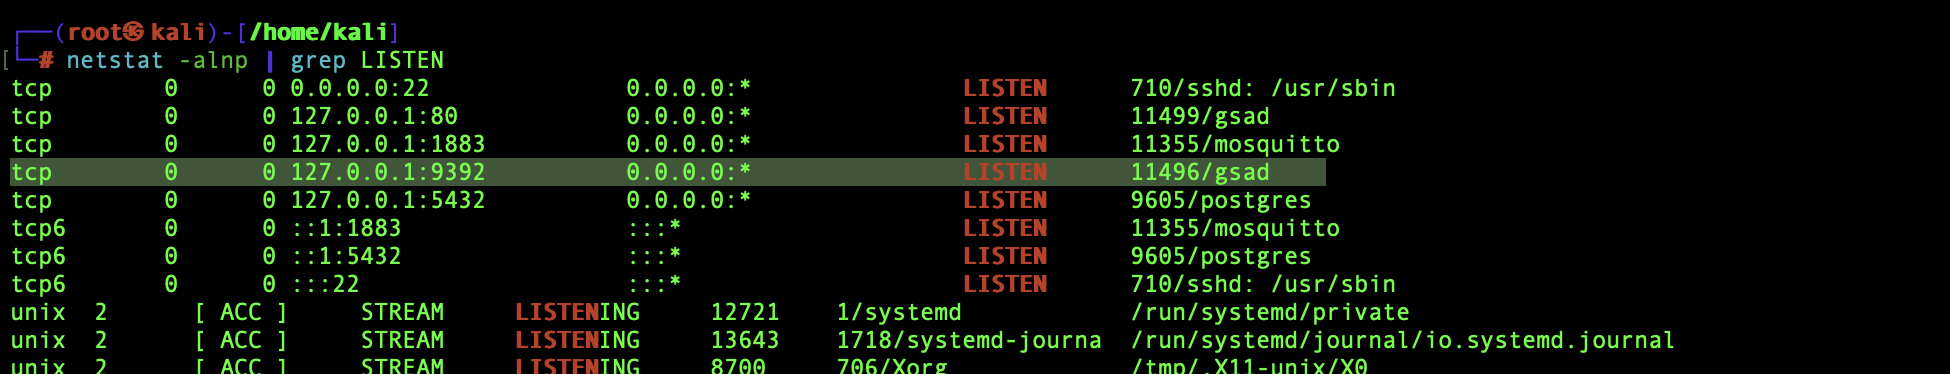 ┌──(root㉿kali)-[/home/kali]
[└─# netstat -alnp | grep LISTEN
tcp        0      0 0.0.0.0:22              0.0.0.0:*               LISTEN      710/sshd: /usr/sbin
tcp        0      0 127.0.0.1:80            0.0.0.0:*               LISTEN      11499/gsad
tcp        0      0 127.0.0.1:1883          0.0.0.0:*               LISTEN      11355/mosquitto
tcp        0      0 127.0.0.1:9392          0.0.0.0:*               LISTEN      11496/gsad
tcp        0      0 127.0.0.1:5432          0.0.0.0:*               LISTEN      9605/postgres
tcp6       0      0 ::1:1883                :::*                    LISTEN      11355/mosquitto
tcp6       0      0 ::1:5432                :::*                    LISTEN      9605/postgres
tcp6       0      0 :::22                   :::*                    LISTEN      710/sshd: /usr/sbin
unix  2      [ ACC ]     STREAM     LISTENING     12721    1/systemd            /run/systemd/private
unix  2      [ ACC ]     STREAM     LISTENING     13643    1718/systemd-journa  /run/systemd/journal/io.systemd.journal
unix  2      [ ACC ]     STREAM     LISTENING     8700     706/Xorg             /tmp/.X11-unix/X0